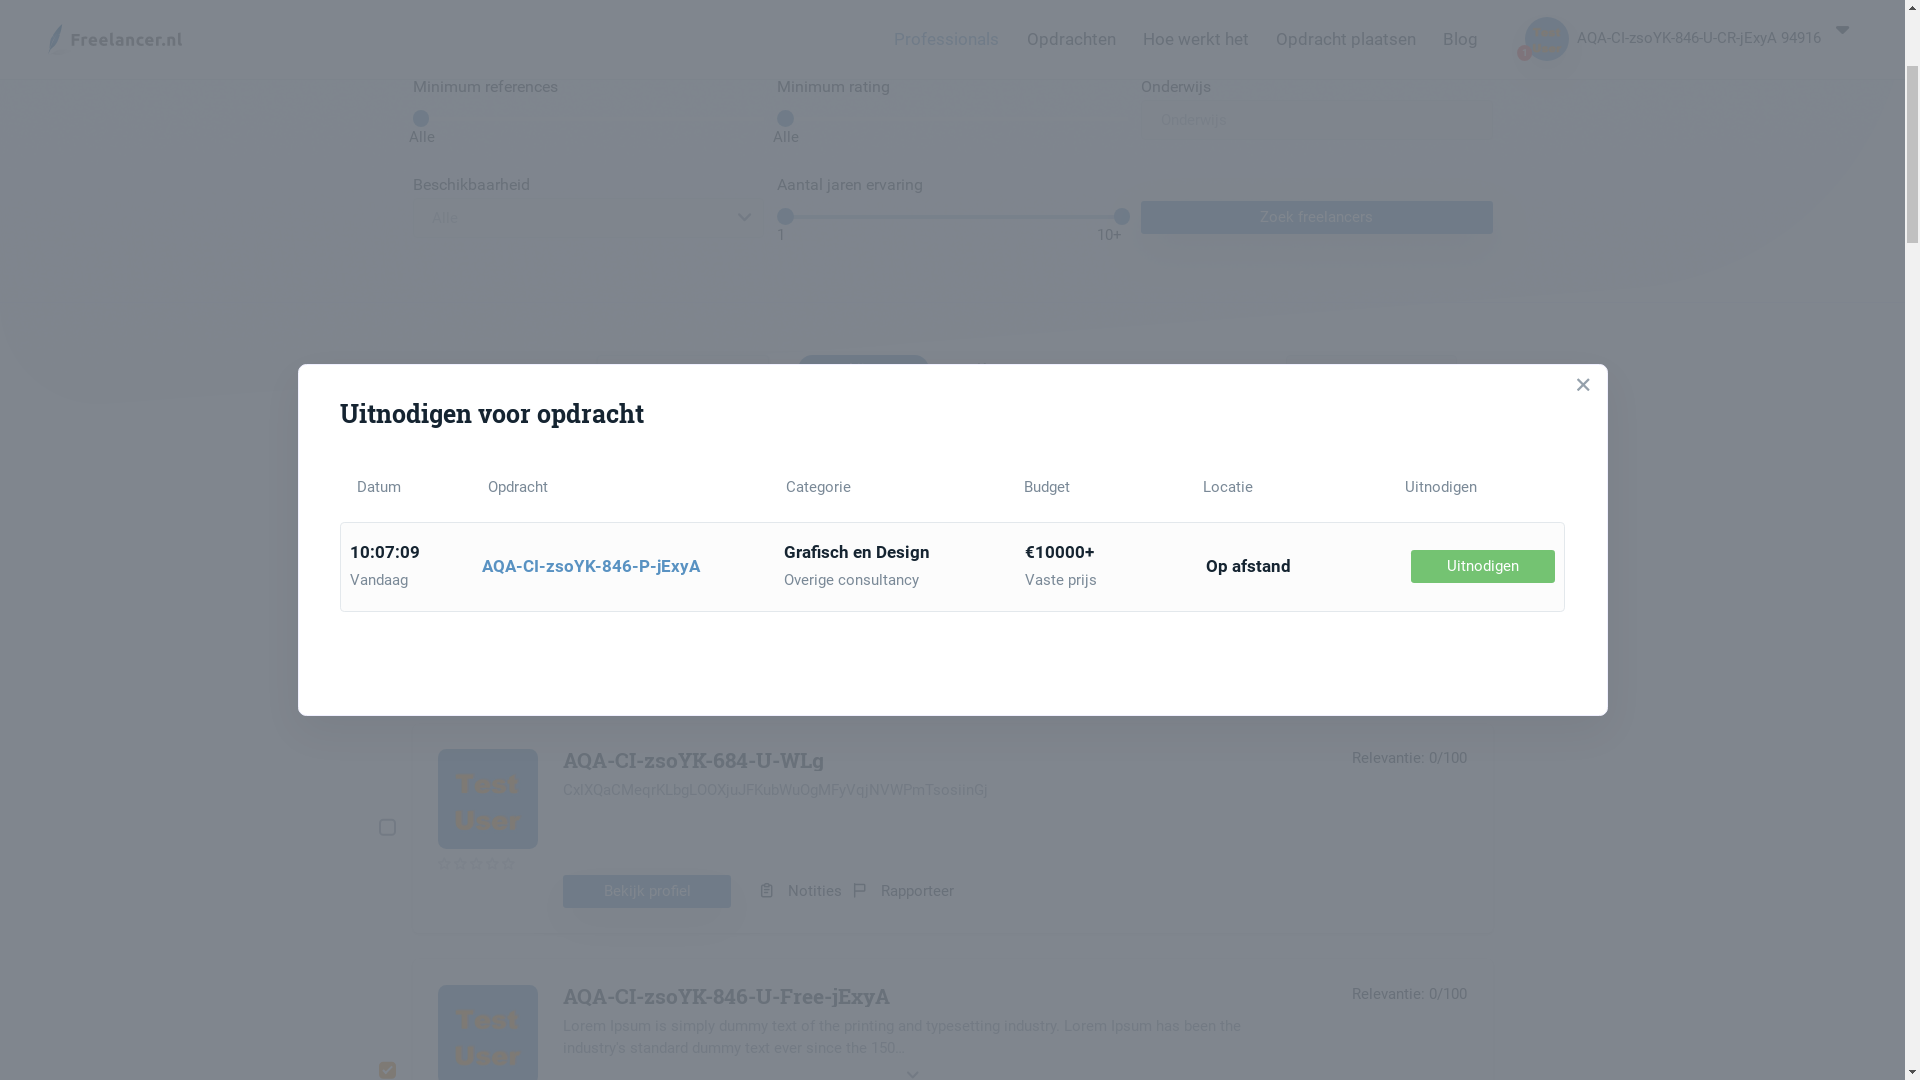 Freelancer.nl
Professionals
Opdrachten
Hoe werkt het
Opdracht plaatsen
Blog
AQA-CI-zsoYK-846-U-CR-jExyA 94916
Minimum references
Minimum rating
Onderwijs
Alle
Alle
Onderwijs
Beschikbaarheid
Aantal jaren ervaring
Alle
Zoek freelancers
1
10+
Uitnodigen voor opdracht
Datum
Opdracht
Categorie
Budget
Locatie
Uitnodigen
10:07:09
Vandaag
AQA-CI-zsoYK-846-P-jExyA
Grafisch en Design
Overige consultancy
€10000+
Vaste prijs
Op afstand
Uitnodigen
Test
User
AQA-CI-zsoYK-684-U-WLg
Relevantie: 0/100
Bekijk profiel
Notities
Rapporteer
Test
User
AQA-CI-zsoYK-846-U-Free-jExyA
Relevantie: 0/100
Lorem Ipsum is simply dummy text of the printing and typesetting industry. Lorem Ipsum has been the
industry's standard dummy text ever since the 150...